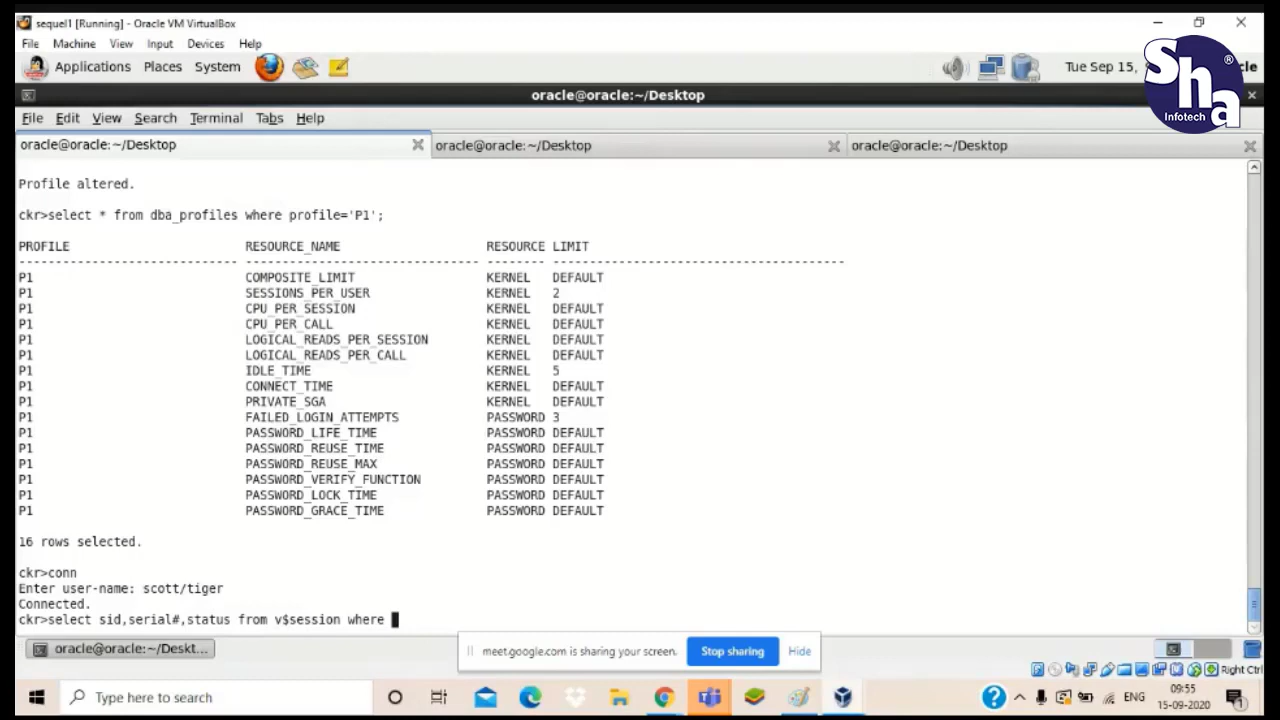 sequel1 [Running] - Oracle VM VirtualBox
File Machine View Input Devices Help
Applications Places System
Tue Sep 15,
cle
Sha
®
Infotech
oracle@oracle:~/Desktop
File Edit View Search Terminal Tabs Help
oracle@oracle:~/Desktop
oracle@oracle:~/Desktop
oracle@oracle:~/Desktop
Profile altered.
ckr>select * from dba_profiles where profile='P1';
PROFILE RESOURCE_NAME RESOURCE LIMIT
------------------------------ -------------------------------- -------- ----------------------------------------
P1 COMPOSITE_LIMIT KERNEL DEFAULT
P1 SESSIONS_PER_USER KERNEL 2
P1 CPU_PER_SESSION KERNEL DEFAULT
P1 CPU_PER_CALL KERNEL DEFAULT
P1 LOGICAL_READS_PER_SESSION KERNEL DEFAULT
P1 LOGICAL_READS_PER_CALL KERNEL DEFAULT
P1 IDLE_TIME KERNEL 5
P1 CONNECT_TIME KERNEL DEFAULT
P1 PRIVATE_SGA KERNEL DEFAULT
P1 FAILED_LOGIN_ATTEMPTS PASSWORD 3
P1 PASSWORD_LIFE_TIME PASSWORD DEFAULT
P1 PASSWORD_REUSE_TIME PASSWORD DEFAULT
P1 PASSWORD_REUSE_MAX PASSWORD DEFAULT
P1 PASSWORD_VERIFY_FUNCTION PASSWORD DEFAULT
P1 PASSWORD_LOCK_TIME PASSWORD DEFAULT
P1 PASSWORD_GRACE_TIME PASSWORD DEFAULT
16 rows selected.
ckr>conn
Enter user-name: scott/tiger
Connected.
ckr>select sid,serial#,status from v$session where
oracle@oracle:~/Deskt...
meet.google.com is sharing your screen.
Stop sharing
Hide
Right Ctrl
Type here to search
ENG
09:55
15-09-2020